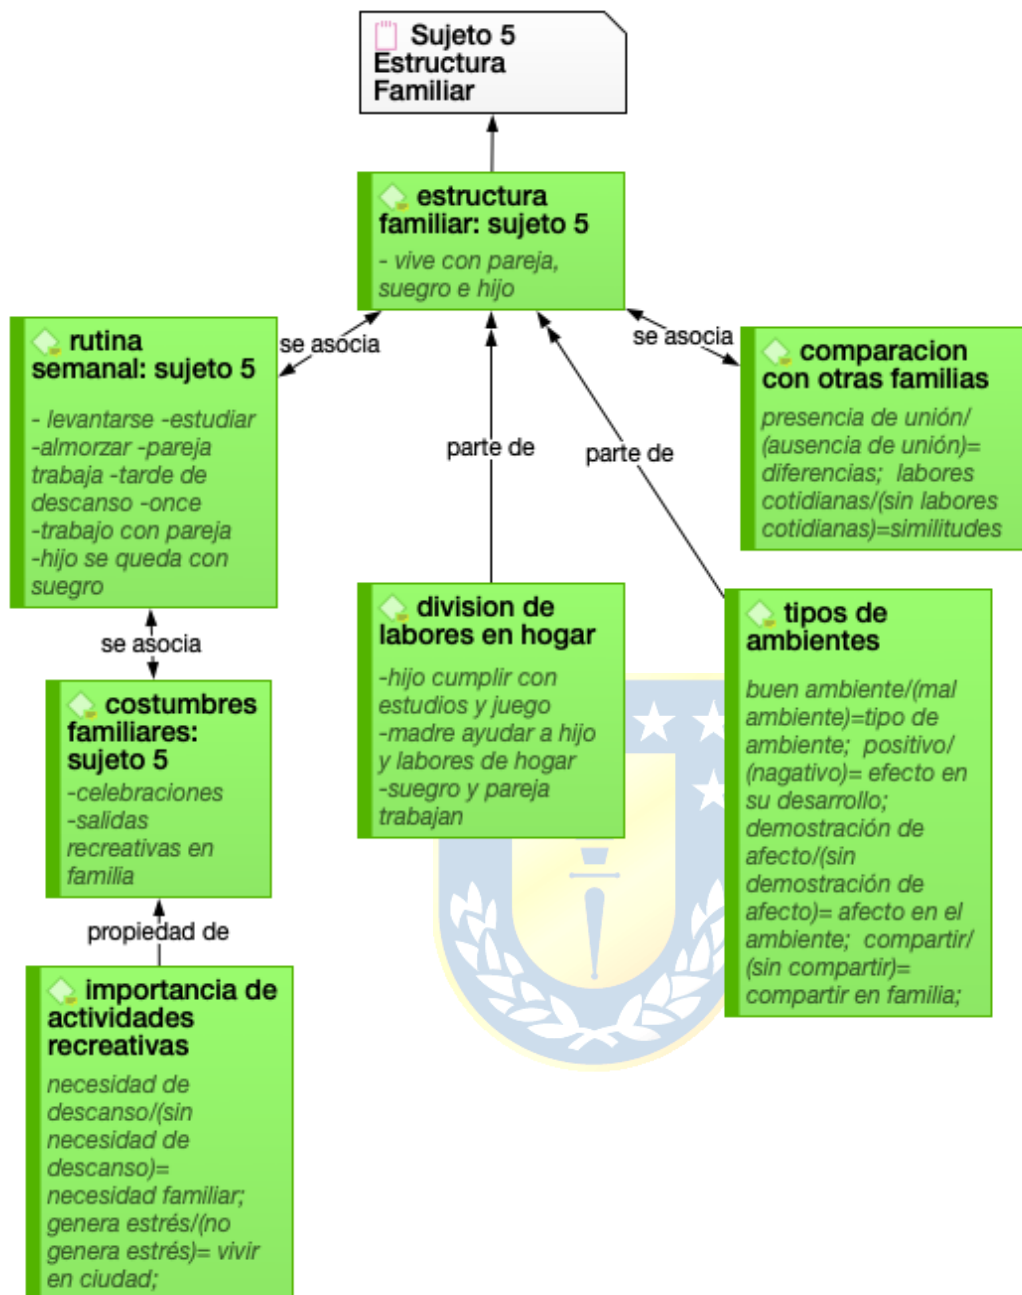 Sujeto 5
Estructura
Familiar
estructura
familiar: sujeto 5
- vive con pareja,
suegro e hijo
rutina
semanal: sujeto 5
- levantarse -estudiar
-almorzar -pareja
trabaja -tarde de
descanso -once
-trabajo con pareja
-hijo se queda con
suegro
se asocia
se asocia
comparacion
con otras familias
presencia de unión/
(ausencia de unión)=
diferencias;  labores
cotidianas/(sin labores
cotidianas)=similitudes
parte de
parte de
se asocia
division de
labores en hogar
-hijo cumplir con
estudios y juego
-madre ayudar a hijo
y labores de hogar
-suegro y pareja
trabajan
tipos de
ambientes
buen ambiente/(mal
ambiente)=tipo de
ambiente;  positivo/
(nagativo)= efecto en
su desarrollo;
demostración de
afecto/(sin
demostración de
afecto)= afecto en el
ambiente;  compartir/
(sin compartir)=
compartir en familia;
costumbres
familiares:
sujeto 5
-celebraciones
-salidas
recreativas en
familia
propiedad de
importancia de
actividades
recreativas
necesidad de
descanso/(sin
necesidad de
descanso)=
necesidad familiar;
genera estrés/(no
genera estrés)= vivir
en ciudad;